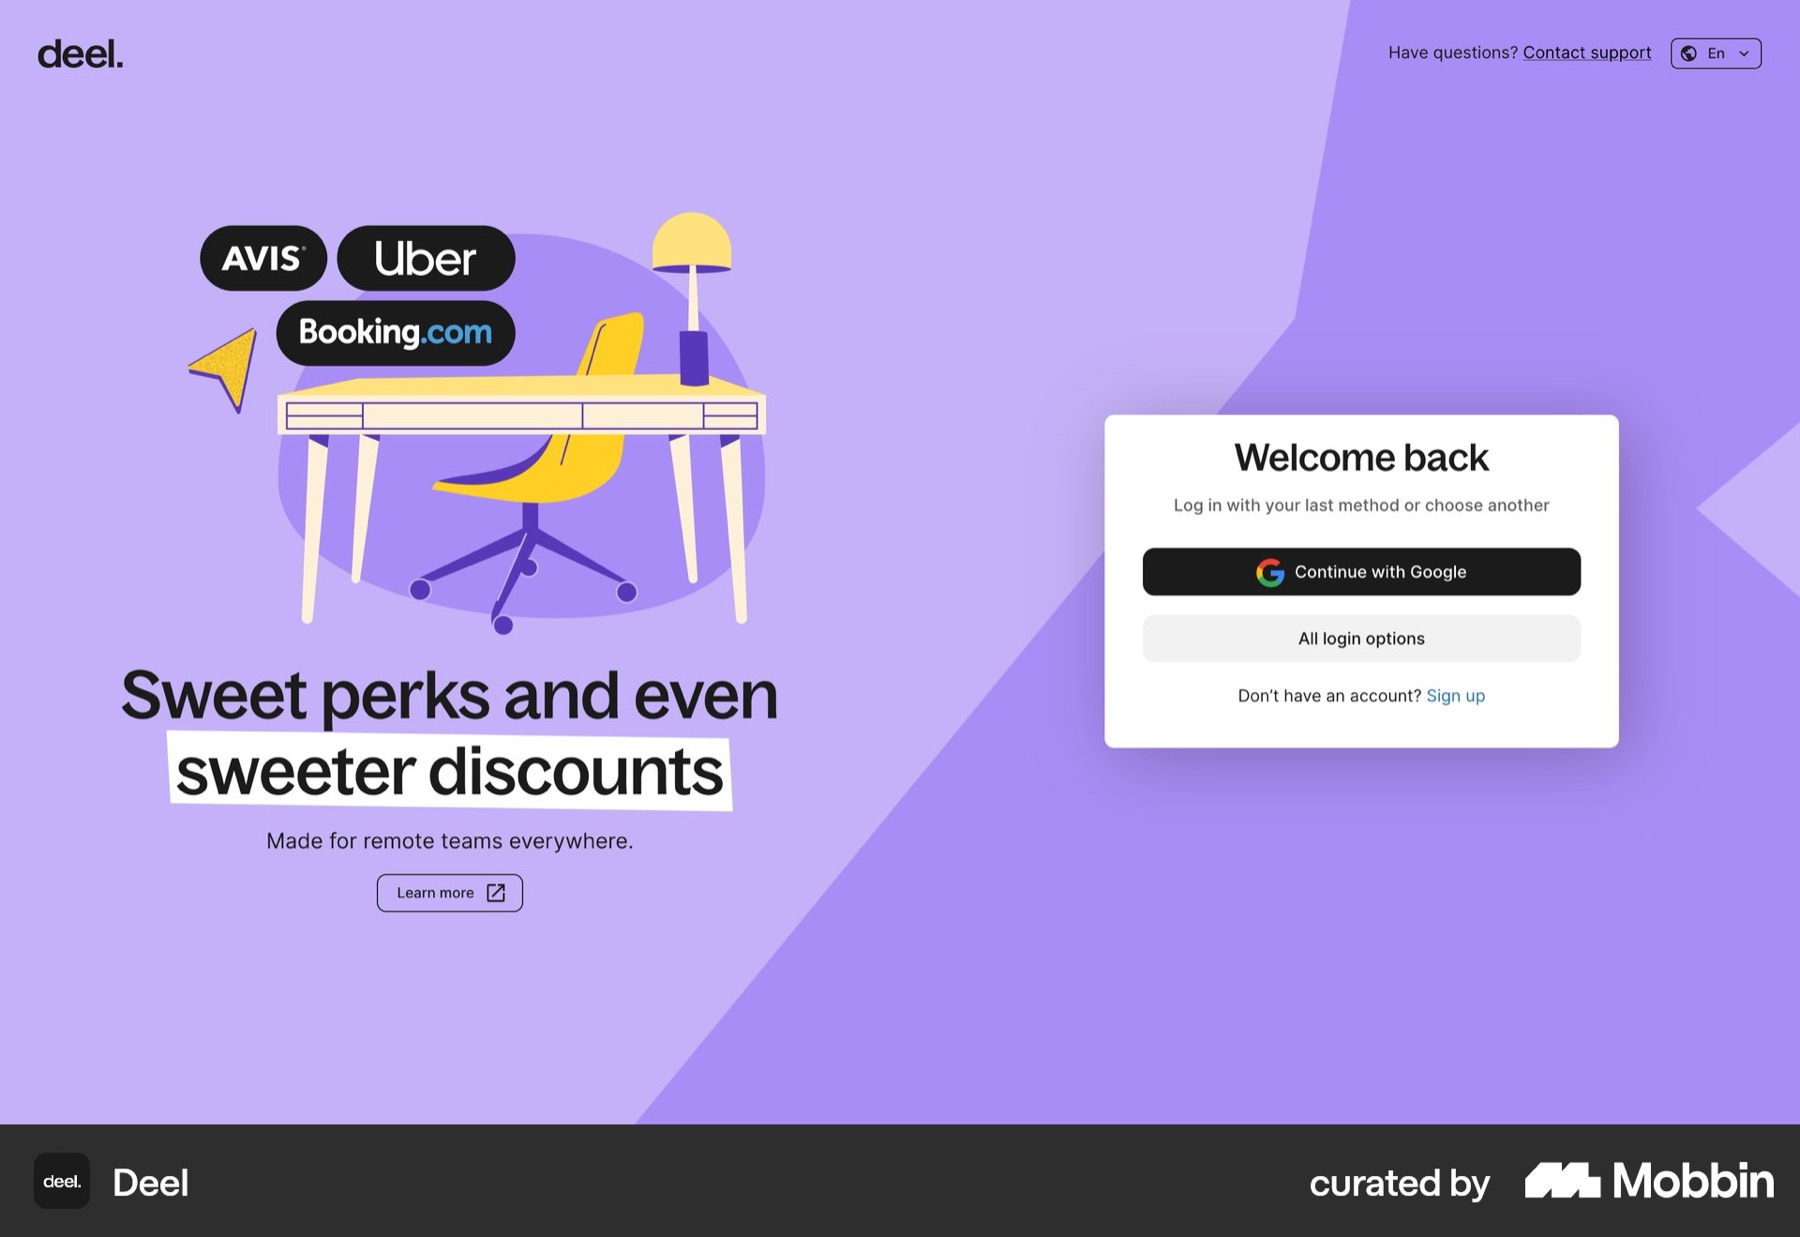 deel.
Have questions? Contact support
En
AVIS
Uber
Booking.com
Sweet perks and even
sweeter discounts
Made for remote teams everywhere.
Learn more
Welcome back
Log in with your last method or choose another
Continue with Google
All login options
Don’t have an account? Sign up
deel.
Deel
curated by
Mobbin